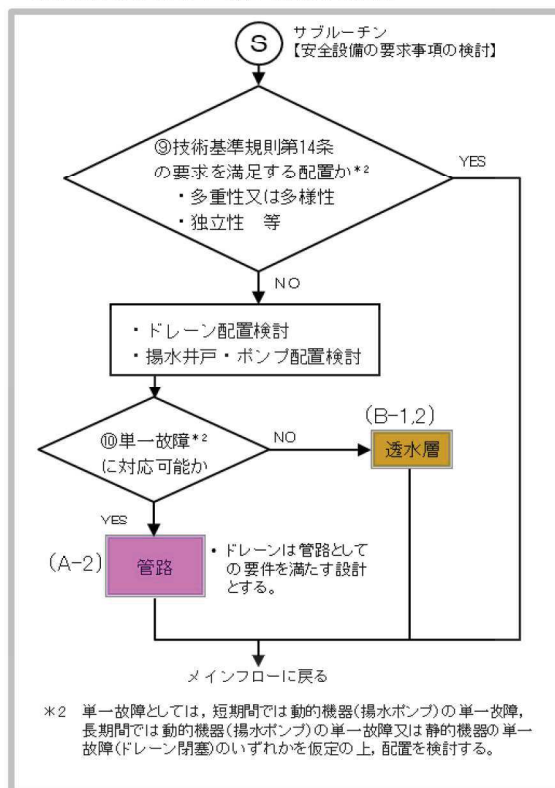 S
サブルーチン
【安全設備の要求事項の検討】
⑨技術基準規則第14条
の要求を満足する配置か*2
・多重性又は多様性
・独立性 等
YES
NO
・ドレーン配置検討
・揚水井戸・ポンプ配置検討
⑩単一故障*2
に対応可能か
NO
(B-1,2)
透水層
YES
(A-2)
管路
・ドレーンは管路として
の要件を満たす設計
とする。
メインフローに戻る
*2 単一故障としては，短期間では動的機器(揚水ポンプ)の単一故障，
長期間では動的機器(揚水ポンプ)の単一故障又は静的機器の単一
故障(ドレーン閉塞)のいずれかを仮定の上，配置を検討する。